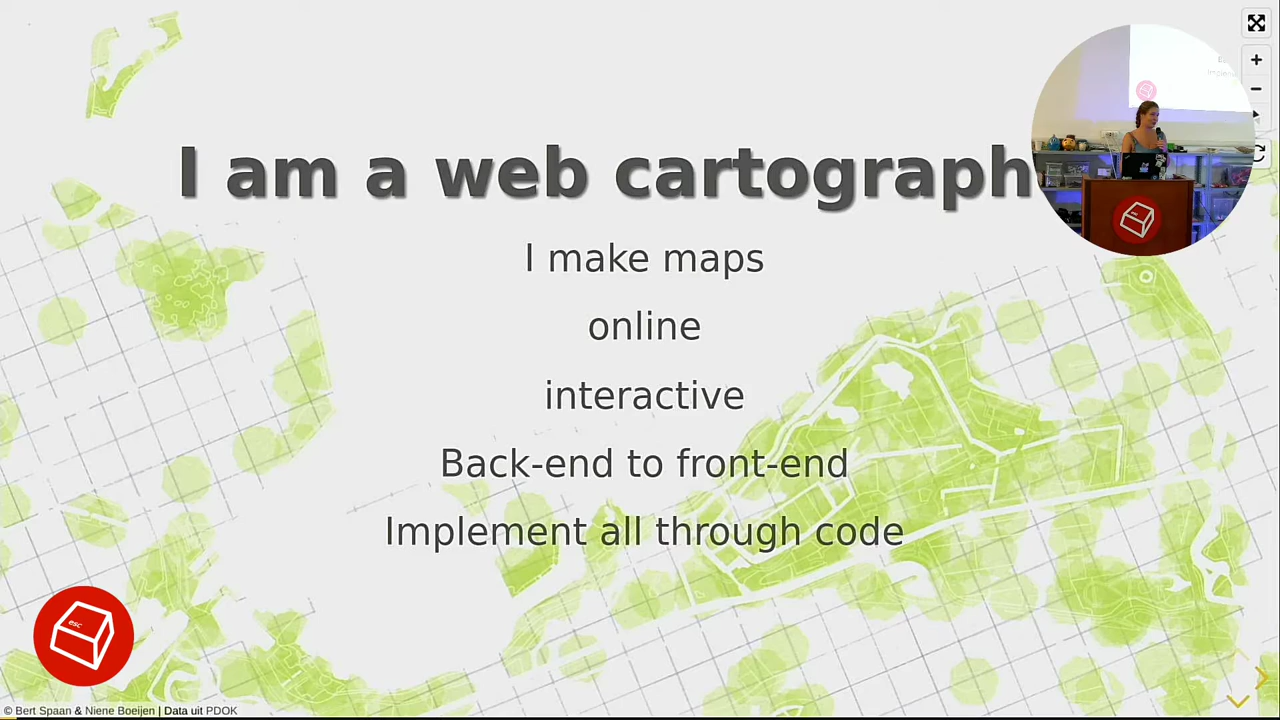 I am a web cartograph
I make maps
online
interactive
Back-end to front-end
Implement all through code
esc
© Bert Spaan & Niene Boeijen | Data uit PDOK